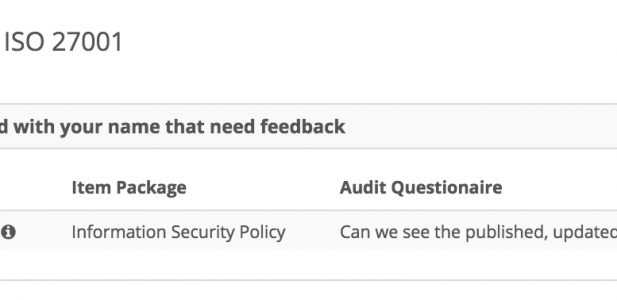 ISO 27001
d with your name that need feedback
Item Package Audit Questionaire
Information Security Policy Can we see the published, updated